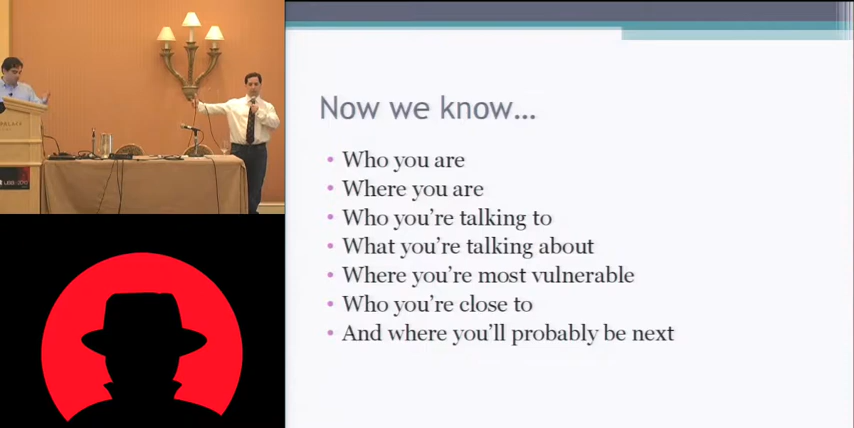 Now we know…
• Who you are
• Where you are
• Who you’re talking to
• What you’re talking about
• Where you’re most vulnerable
• Who you’re close to
• And where you’ll probably be next